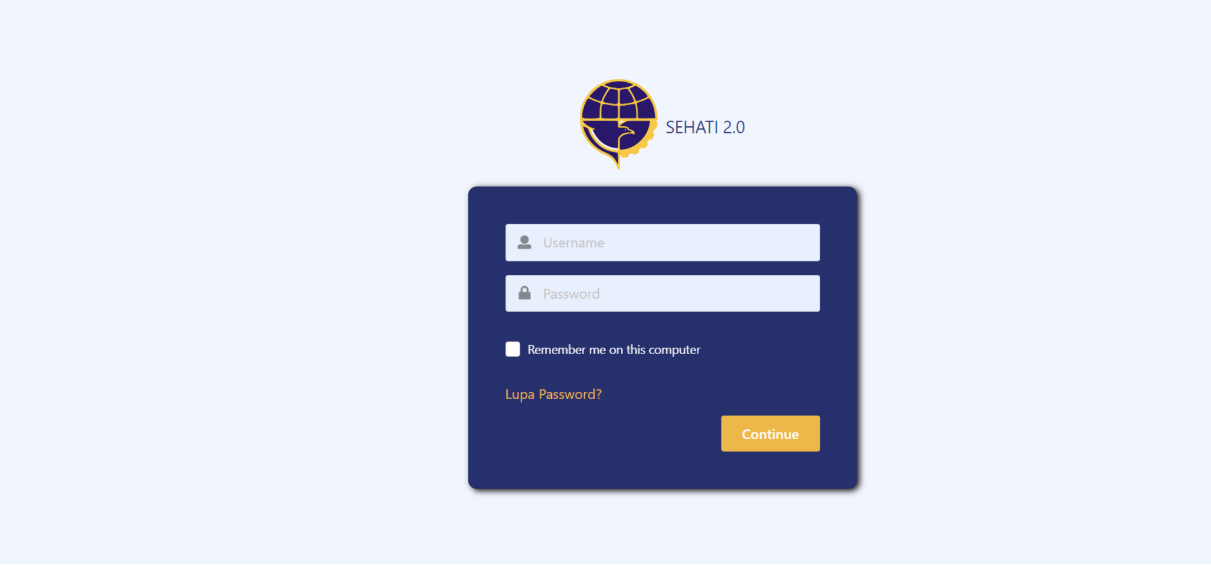 SEHATI 2.0
Username
Password
Remember me on this computer
Lupa Password?
Continue